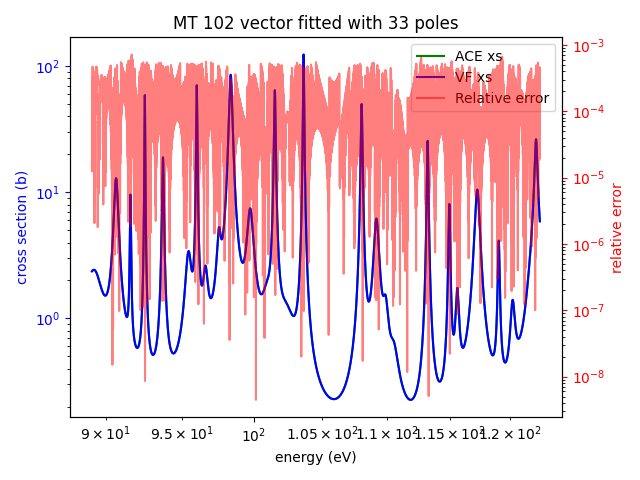 MT 102 vector fitted with 33 poles
cross section (b)
10²
10¹
10⁰
ACE xs
VF xs
Relative error
10⁻³
10⁻⁴
10⁻⁵
10⁻⁶
10⁻⁷
10⁻⁸
relative error
9 × 10¹ 9.5 × 10¹ 10² 1.05 × 10² 1.1 × 10² 1.15 × 10² 1.2 × 10²
energy (eV)